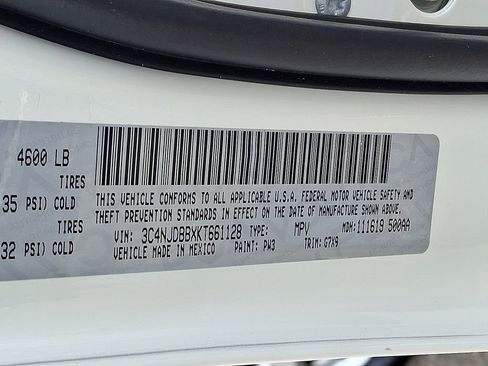 4600 LB
TIRES
35 PSI) COLD
TIRES
32 PSI) COLD
THIS VEHICLE CONFORMS TO ALL APPLICABLE U.S.A. FEDERAL MOTOR VEHICLE SAFETY AND
THEFT PREVENTION STANDARDS IN EFFECT ON THE DATE OF MANUFACTURE SHOWN ABOVE.
VIN: 3C4NJDBBXKT661128 TYPE: MPV MDH: 111619 500AA
VEHICLE MADE IN MEXICO PAINT: PW3 TRIM: G7X9